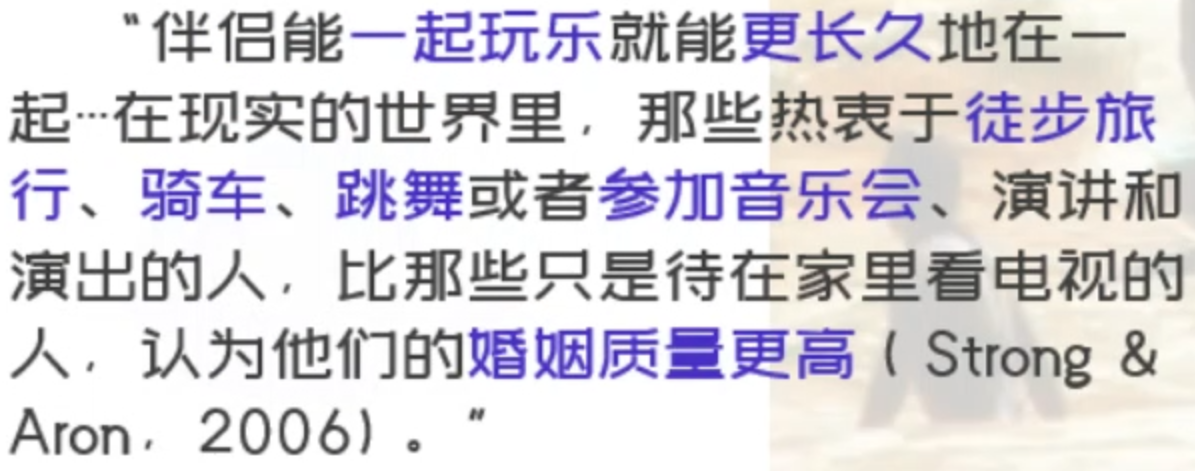 “伴侣能一起玩乐就能更长久地在一
起…在现实的世界里，那些热衷于徒步旅
行、骑车、跳舞或者参加音乐会、演讲和
演出的人，比那些只是待在家里看电视的
人，认为他们的婚姻质量更高（Strong &
Aron，2006）。”